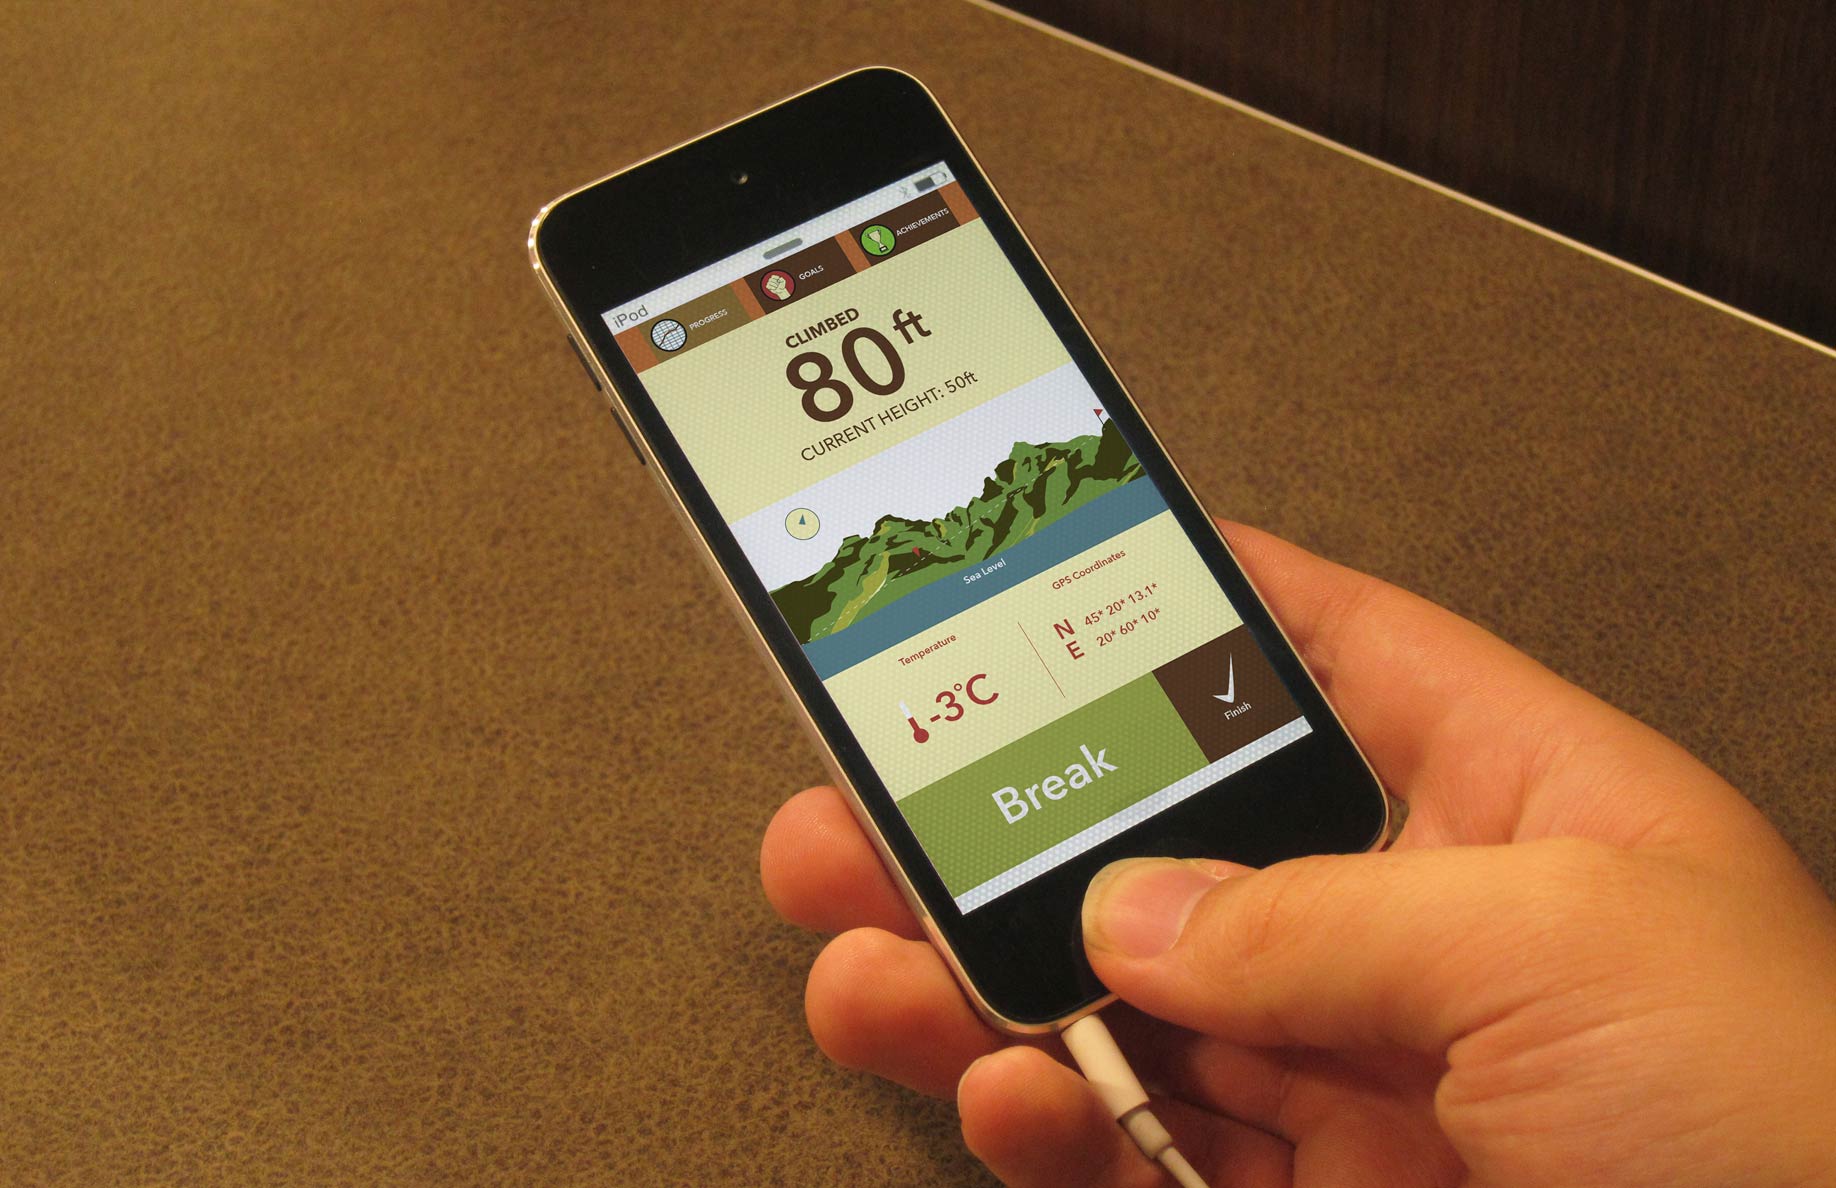 iPod
PROGRESS
GOALS
ACHIEVEMENTS
CLIMBED
80ft
CURRENT HEIGHT: 50ft
Sea Level
Temperature
-3°C
GPS Coordinates
N 45* 20* 13.1*
E 20* 60* 10*
Break
Finish